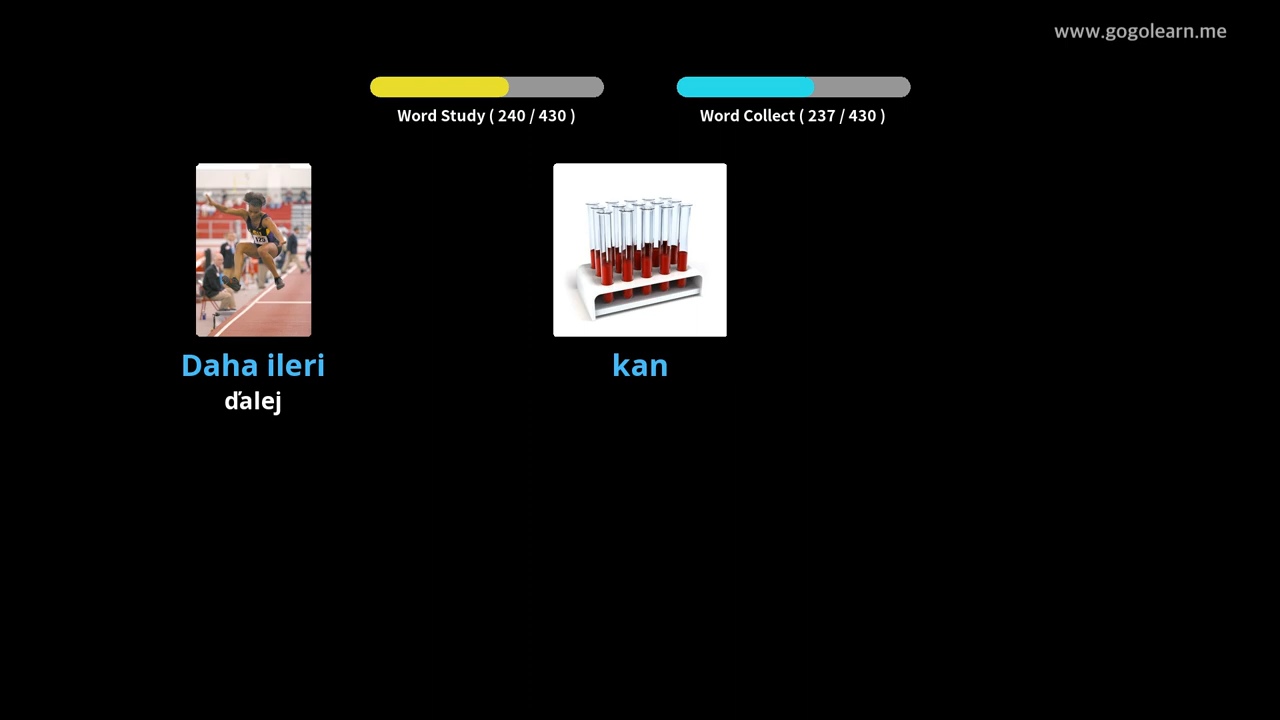 www.gogolearn.me
Word Study ( 240 / 430 )
Word Collect ( 237 / 430 )
Daha ileri
ďalej
kan